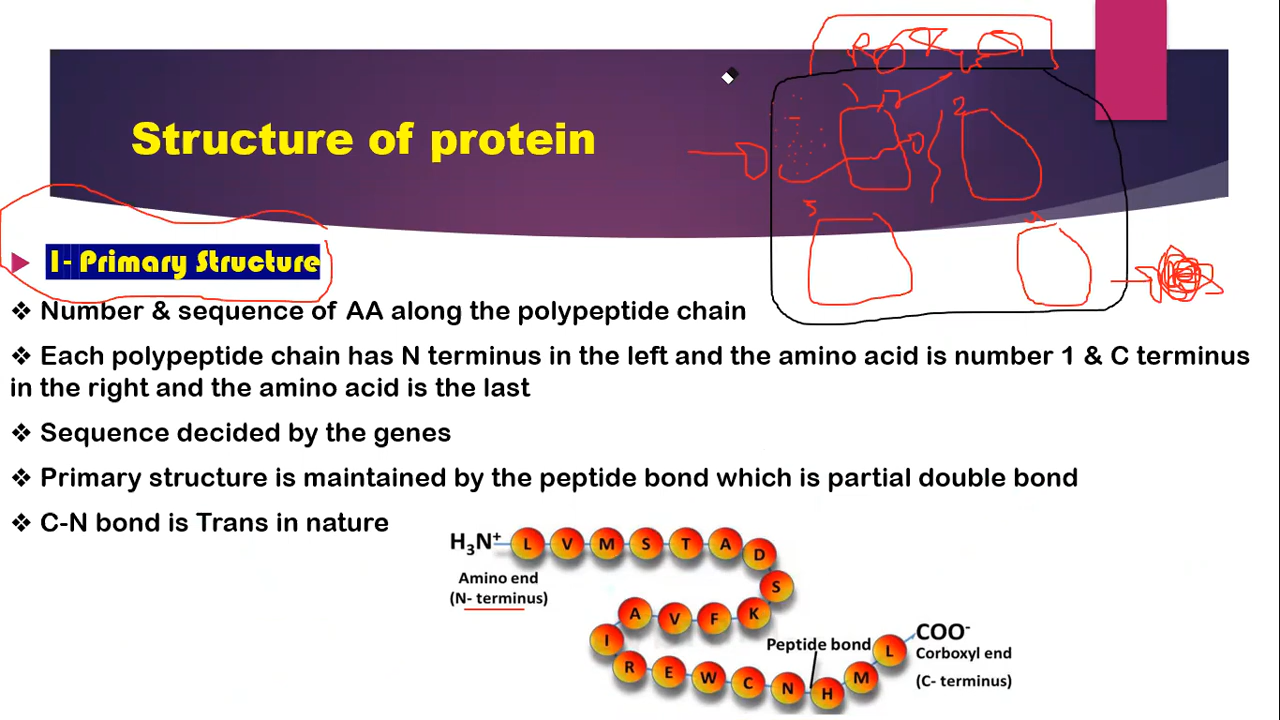 Structure of protein
1- Primary Structure
❖ Number & sequence of AA along the polypeptide chain
❖ Each polypeptide chain has N terminus in the left and the amino acid is number 1 & C terminus
in the right and the amino acid is the last
❖ Sequence decided by the genes
❖ Primary structure is maintained by the peptide bond which is partial double bond
❖ C-N bond is Trans in nature
H₃N⁺ L V M S T A D
Amino end
(N- terminus)
S
A V F K
I
R E W C N H M L
Peptide bond
COO⁻
Corboxyl end
(C- terminus)
2
3